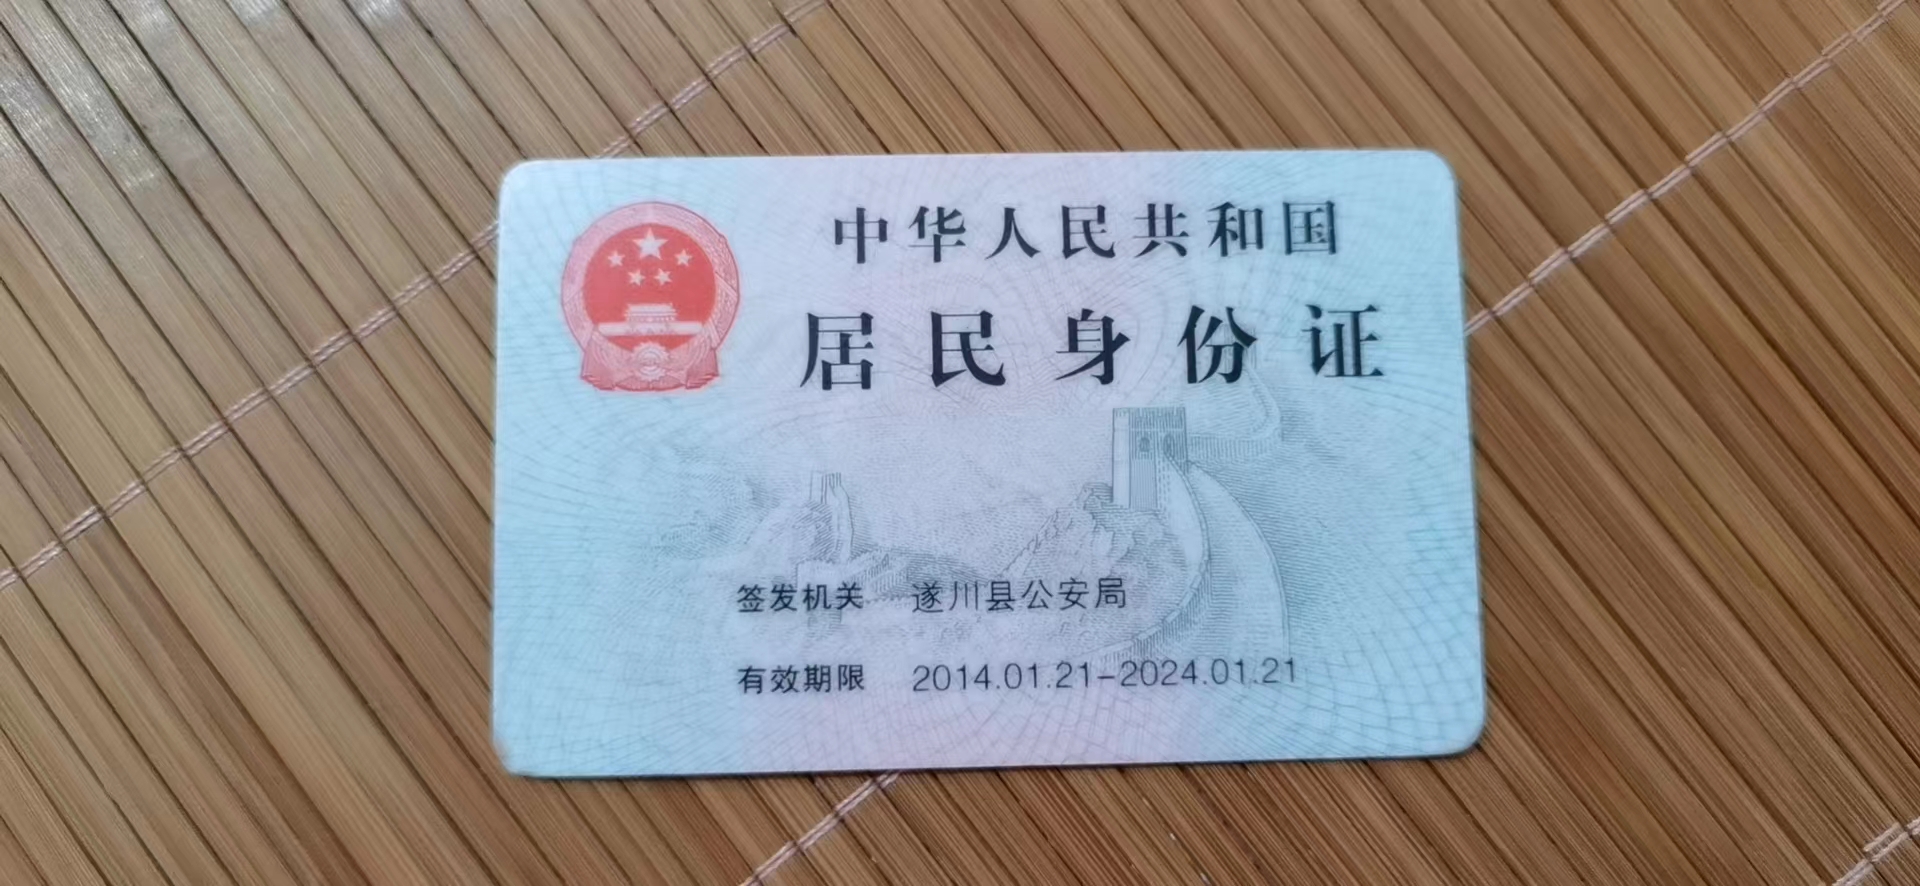 中华人民共和国
居民身份证
签发机关 遂川县公安局
有效期限 2014.01.21-2024.01.21